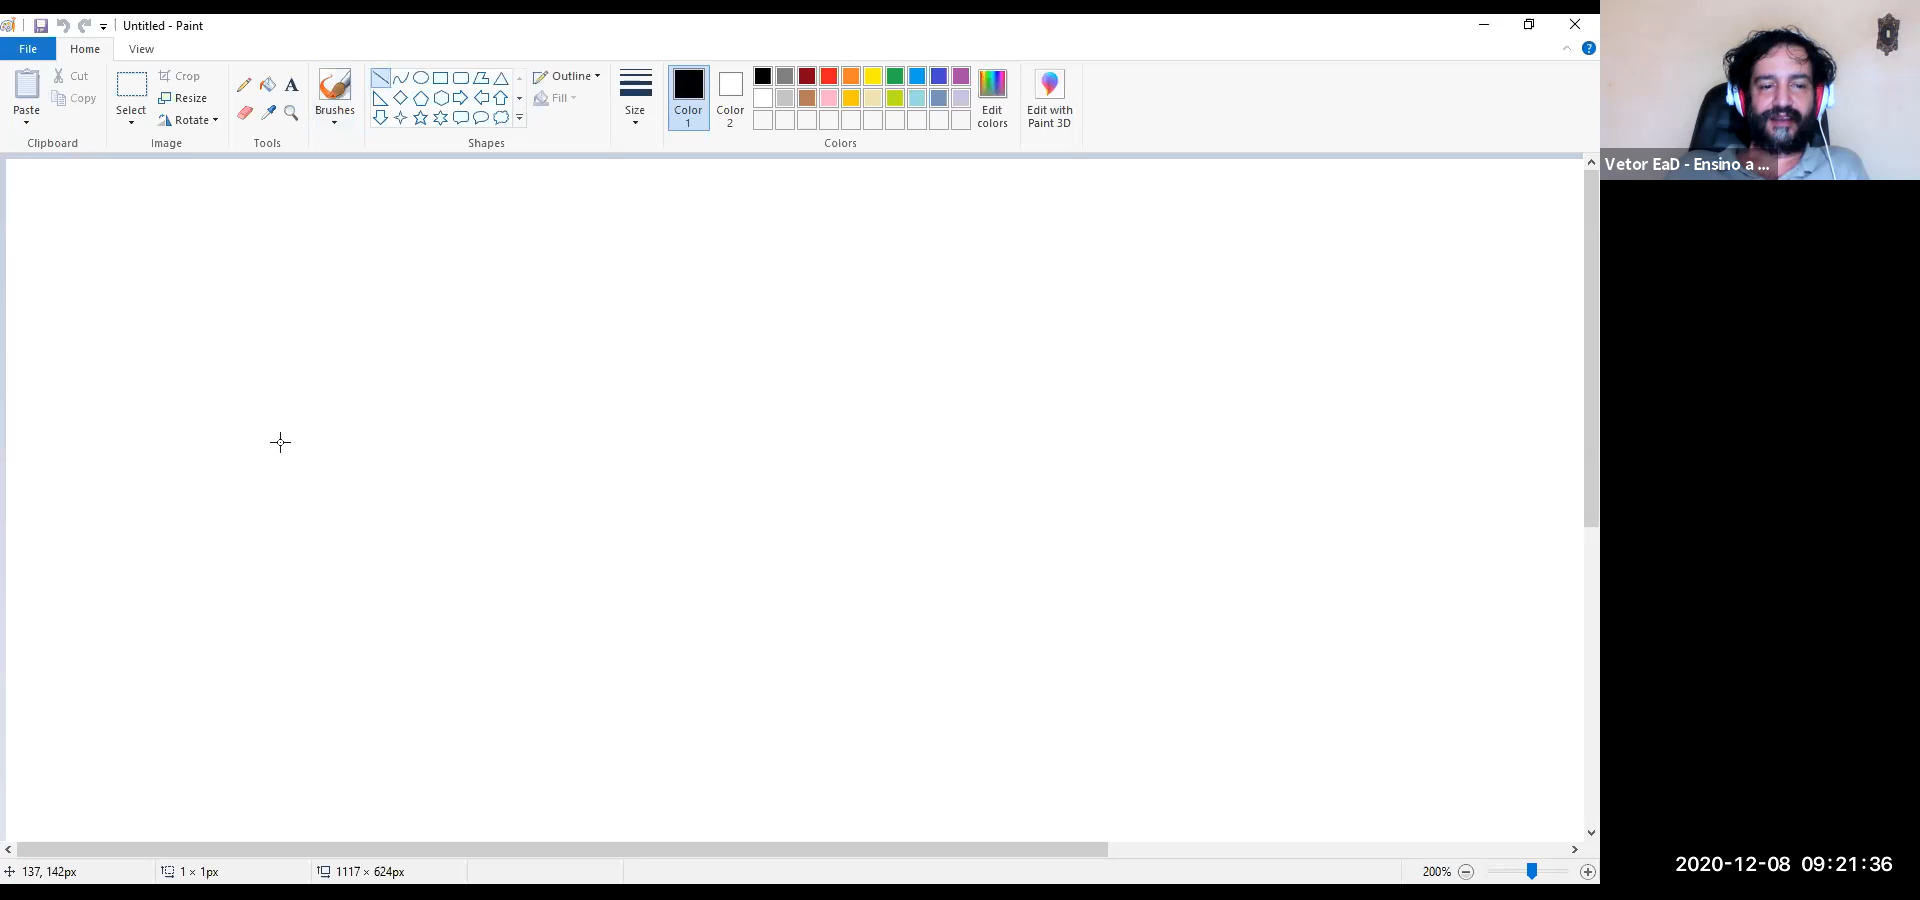 Untitled - Paint
File Home View
Paste
Cut
Copy
Clipboard
Select
Crop
Resize
Rotate
Image
A
Tools
Brushes
Shapes
Outline
Fill
Size
Color 1
Color 2
Edit colors
Colors
Edit with Paint 3D
Vetor EaD - Ensino a ...
137, 142px
1 × 1px
1117 × 624px
200%
2020-12-08 09:21:36